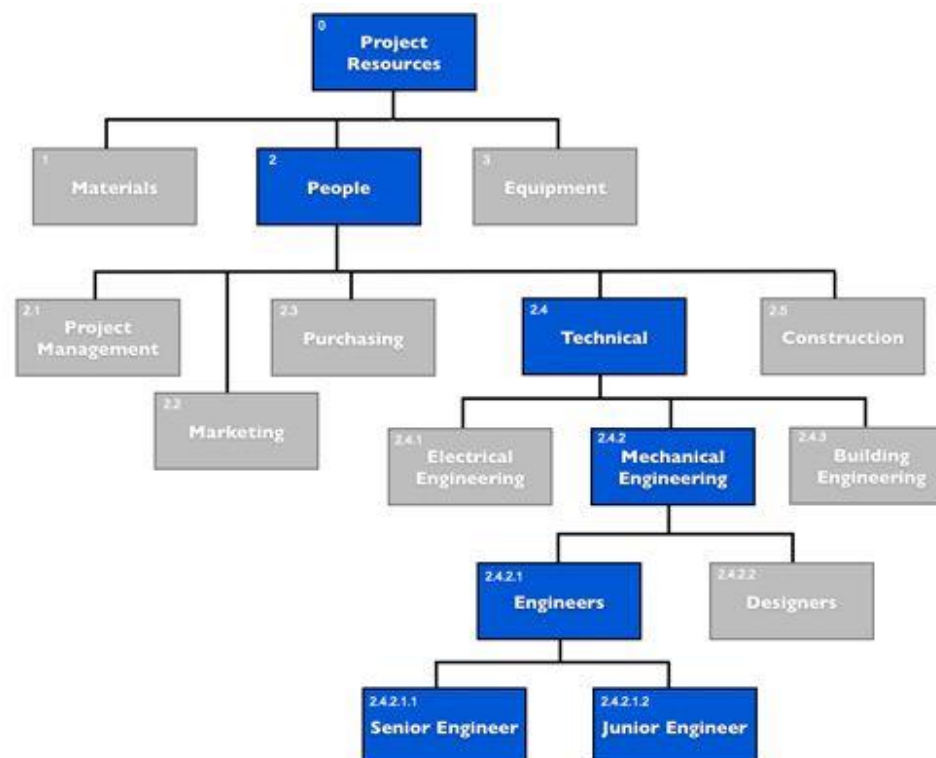 0
Project
Resources
1
Materials
2
People
3
Equipment
2.1
Project
Management
2.2
Marketing
2.3
Purchasing
2.4
Technical
2.5
Construction
2.4.1
Electrical
Engineering
2.4.2
Mechanical
Engineering
2.4.3
Building
Engineering
2.4.2.1
Engineers
2.4.2.2
Designers
2.4.2.1.1
Senior Engineer
2.4.2.1.2
Junior Engineer